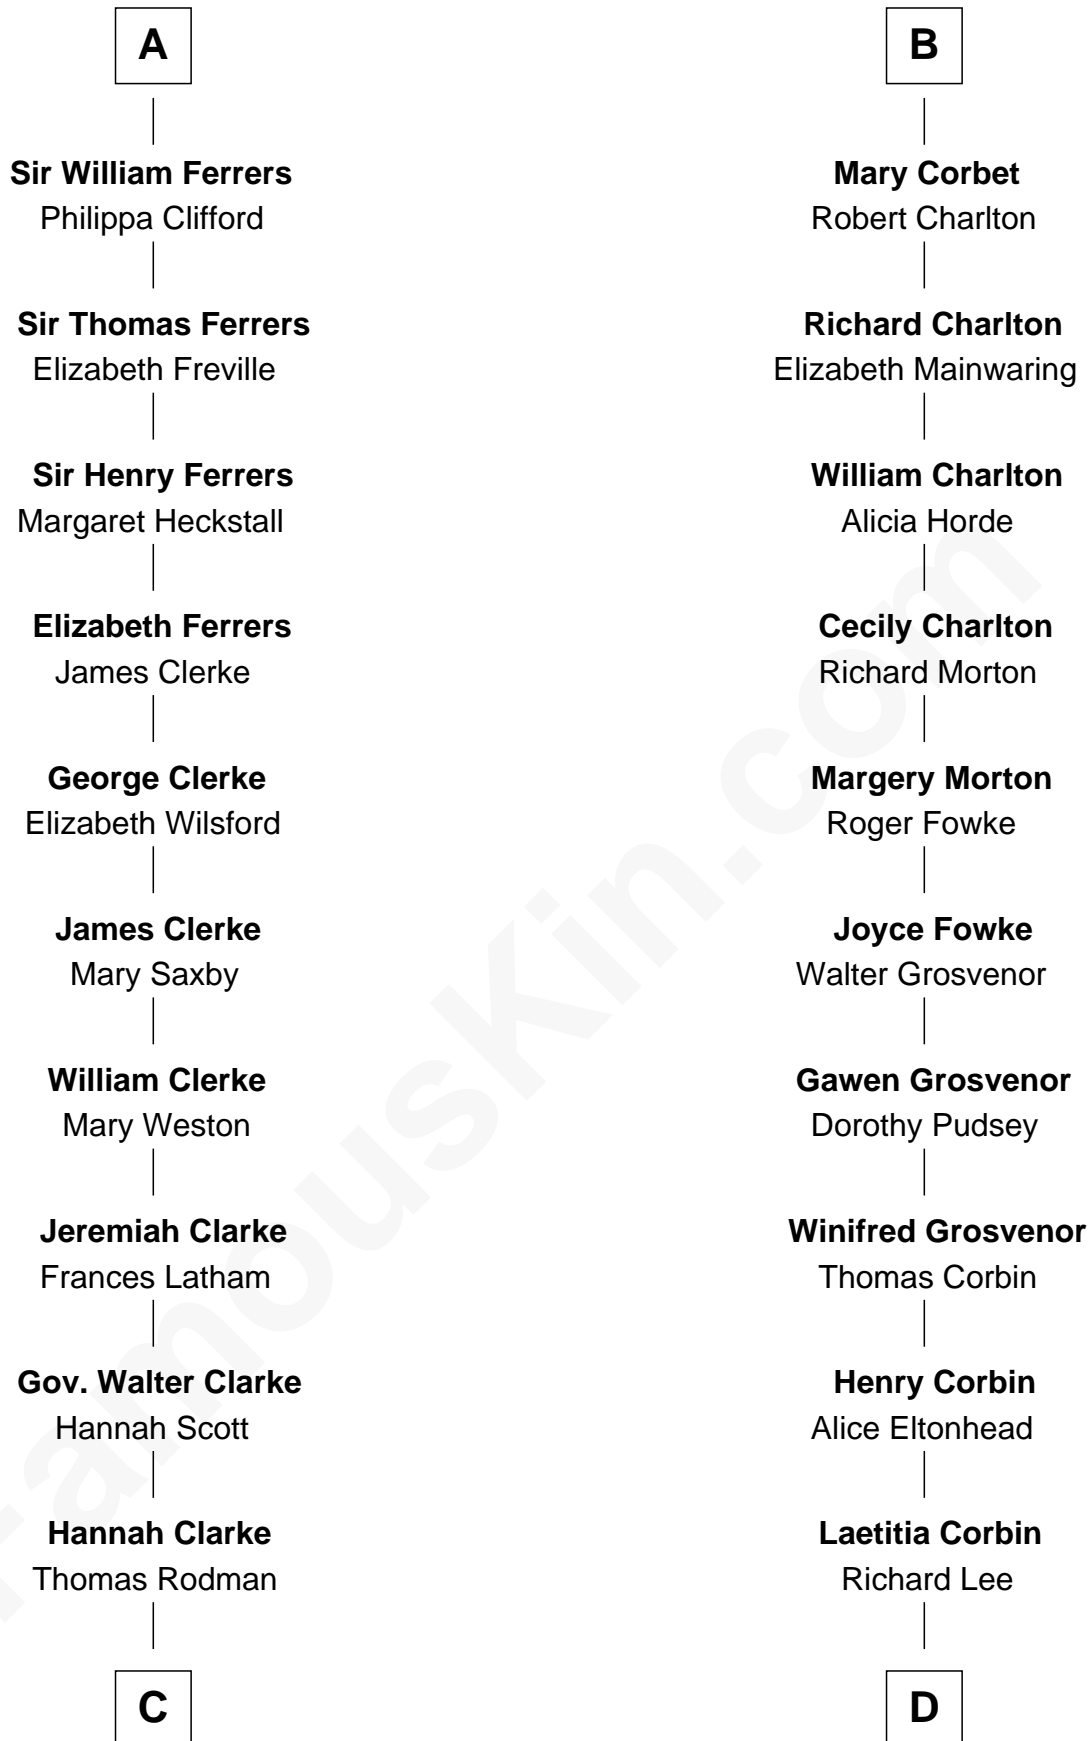 A
Sir William Ferrers
Philippa Clifford
Sir Thomas Ferrers
Elizabeth Freville
Sir Henry Ferrers
Margaret Heckstall
Elizabeth Ferrers
James Clerke
George Clerke
Elizabeth Wilsford
James Clerke
Mary Saxby
William Clerke
Mary Weston
Jeremiah Clarke
Frances Latham
Gov. Walter Clarke
Hannah Scott
Hannah Clarke
Thomas Rodman
C
B
Mary Corbet
Robert Charlton
Richard Charlton
Elizabeth Mainwaring
William Charlton
Alicia Horde
Cecily Charlton
Richard Morton
Margery Morton
Roger Fowke
Joyce Fowke
Walter Grosvenor
Gawen Grosvenor
Dorothy Pudsey
Winifred Grosvenor
Thomas Corbin
Henry Corbin
Alice Eltonhead
Laetitia Corbin
Richard Lee
D
FamousKin.com